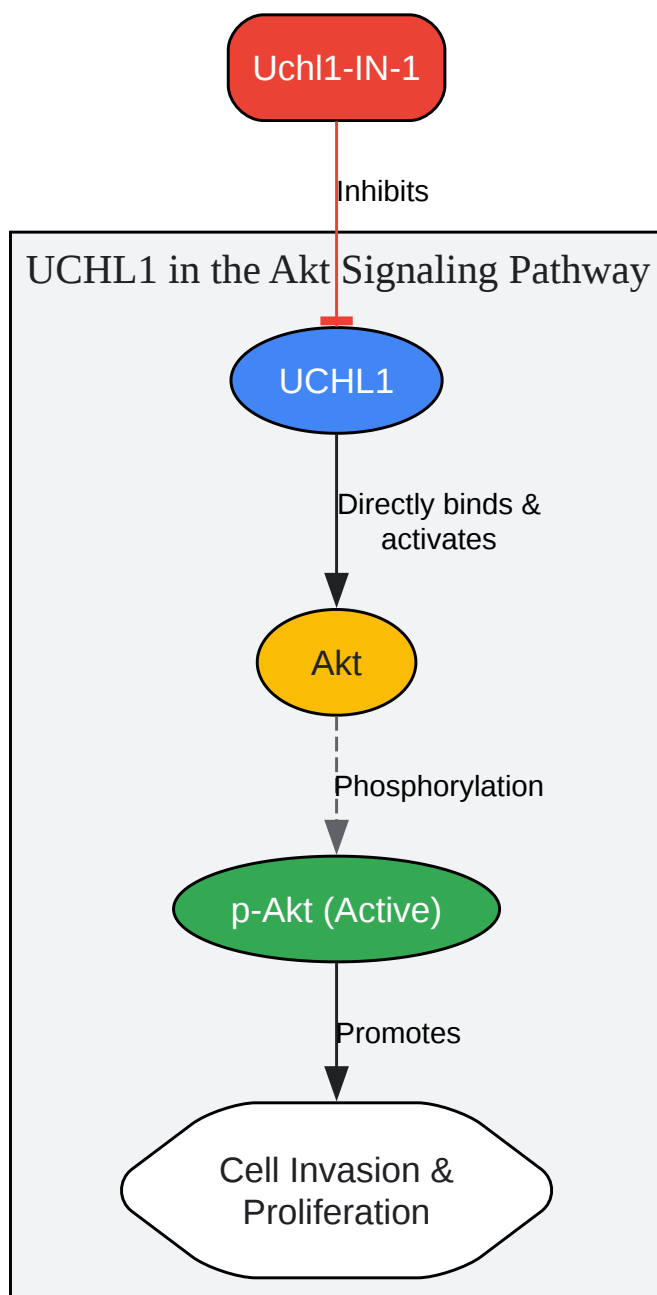 Uchl1-IN-1
Inhibits
UCHL1 in the Akt Signaling Pathway
UCHL1
Directly binds &
activates
Akt
Phosphorylation
p-Akt (Active)
Promotes
Cell Invasion &
Proliferation